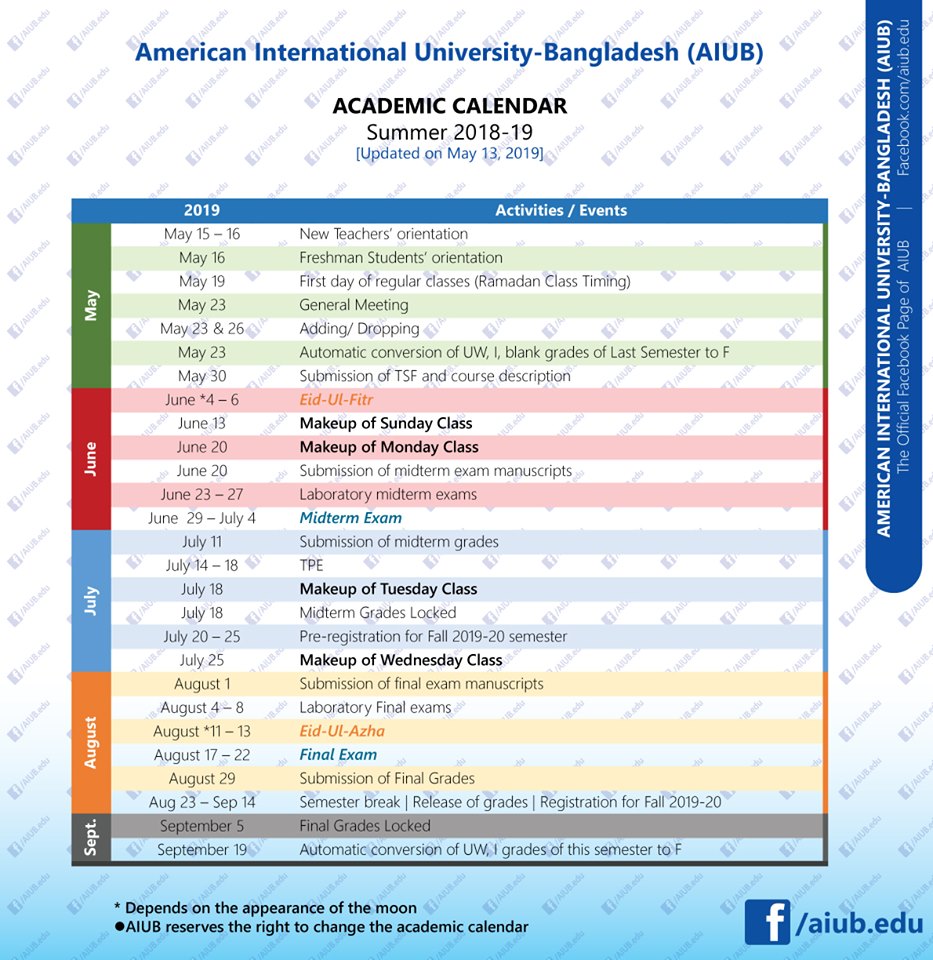 American International University-Bangladesh (AIUB)
ACADEMIC CALENDAR
Summer 2018-19
[Updated on May 13, 2019]
2019 Activities / Events
May
May 15 – 16 New Teachers' orientation
May 16 Freshman Students' orientation
May 19 First day of regular classes (Ramadan Class Timing)
May 23 General Meeting
May 23 & 26 Adding/ Dropping
May 23 Automatic conversion of UW, I, blank grades of Last Semester to F
May 30 Submission of TSF and course description
June
June *4 – 6 Eid-Ul-Fitr
June 13 Makeup of Sunday Class
June 20 Makeup of Monday Class
June 20 Submission of midterm exam manuscripts
June 23 – 27 Laboratory midterm exams
June 29 – July 4 Midterm Exam
July
July 11 Submission of midterm grades
July 14 – 18 TPE
July 18 Makeup of Tuesday Class
July 18 Midterm Grades Locked
July 20 – 25 Pre-registration for Fall 2019-20 semester
July 25 Makeup of Wednesday Class
August
August 1 Submission of final exam manuscripts
August 4 – 8 Laboratory Final exams
August *11 – 13 Eid-Ul-Azha
August 17 – 22 Final Exam
August 29 Submission of Final Grades
Aug 23 – Sep 14 Semester break | Release of grades | Registration for Fall 2019-20
Sept.
September 5 Final Grades Locked
September 19 Automatic conversion of UW, I grades of this semester to F
* Depends on the appearance of the moon
●AIUB reserves the right to change the academic calendar
AMERICAN INTERNATIONAL UNIVERSITY-BANGLADESH (AIUB)
The Official Facebook Page of AIUB | Facebook.com/aiub.edu
f/aiub.edu